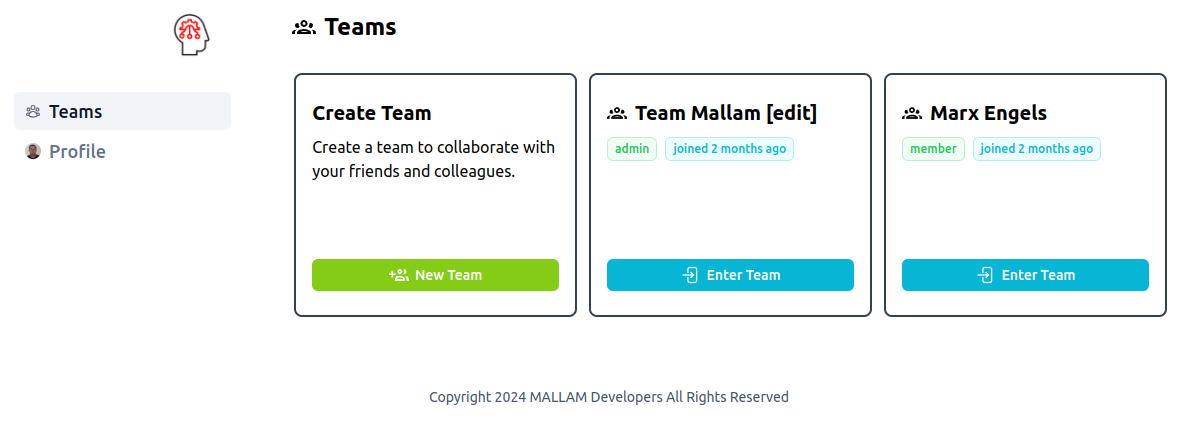 Teams
Teams
Profile
Create Team
Create a team to collaborate with
your friends and colleagues.
New Team
Team Mallam [edit]
admin joined 2 months ago
Enter Team
Marx Engels
member joined 2 months ago
Enter Team
Copyright 2024 MALLAM Developers All Rights Reserved